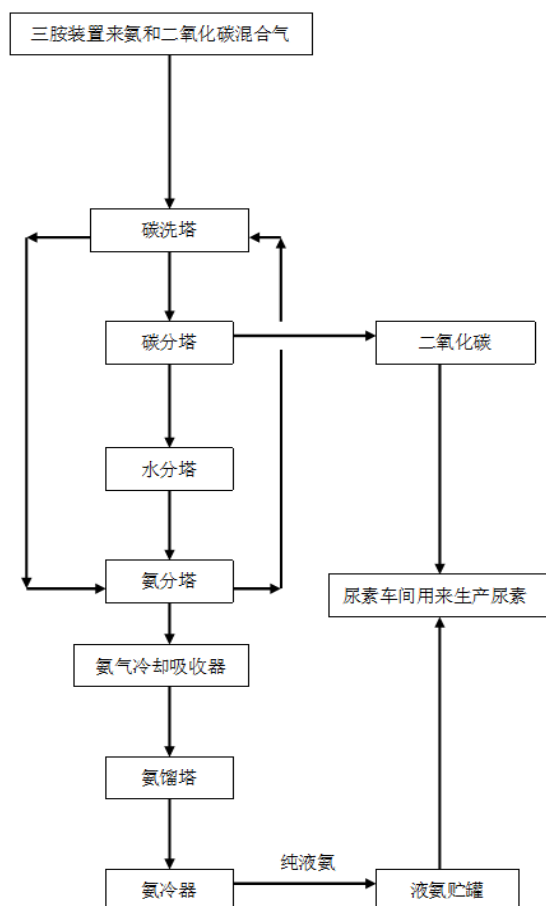 三胺装置来氨和二氧化碳混合气
碳洗塔
碳分塔
二氧化碳
水分塔
氨分塔
尿素车间用来生产尿素
氨气冷却吸收器
氨馏塔
纯液氨
氨冷器
液氨贮罐